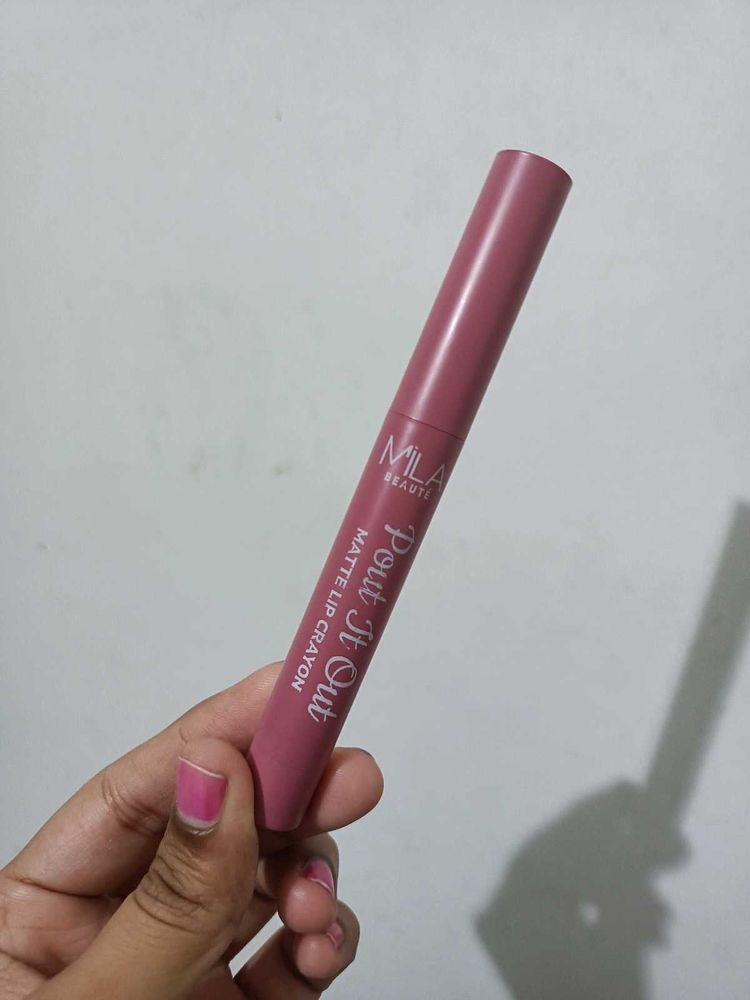 MILA
BEAUTÉ
Pout It Out
MATTE LIP CRAYON